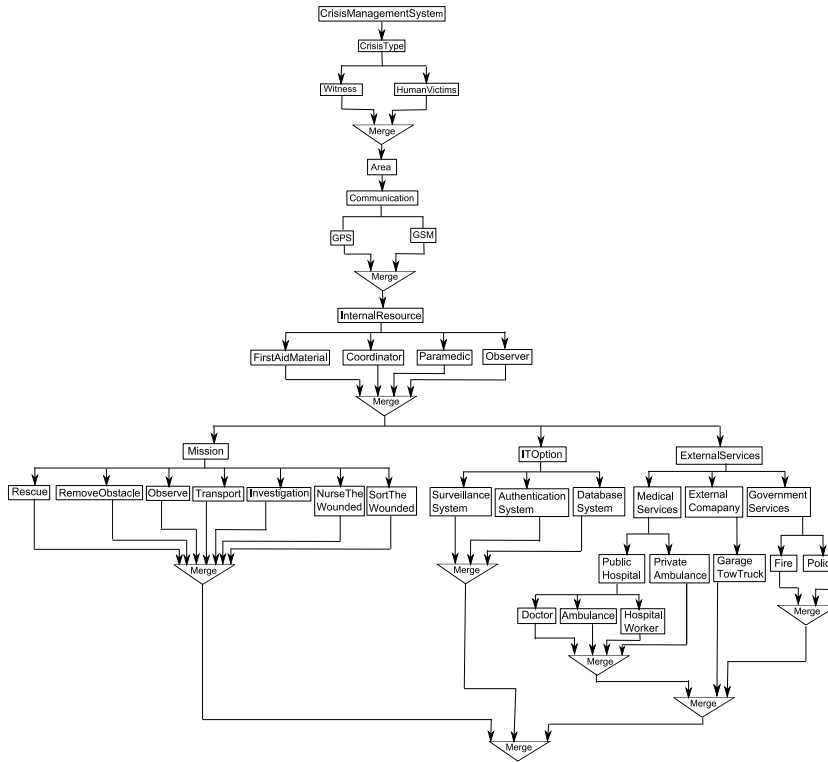 CrisisManagementSystem
CrisisType
Witness
HumanVictims
Merge
Area
Communication
GPS
GSM
Merge
InternalResource
FirstAidMaterial
Coordinator
Paramedic
Observer
Merge
Mission
ITOption
ExternalServices
Rescue
RemoveObstacle
Observe
Transport
Investigation
NurseThe
Wounded
SortThe
Wounded
Surveillance
System
Authentication
System
Database
System
Medical
Services
External
Comapany
Government
Services
Merge
Merge
Public
Hospital
Private
Ambulance
Garage
TowTruck
Fire
Polic
Doctor
Ambulance
Hospital
Worker
Merge
Merge
Merge
Merge